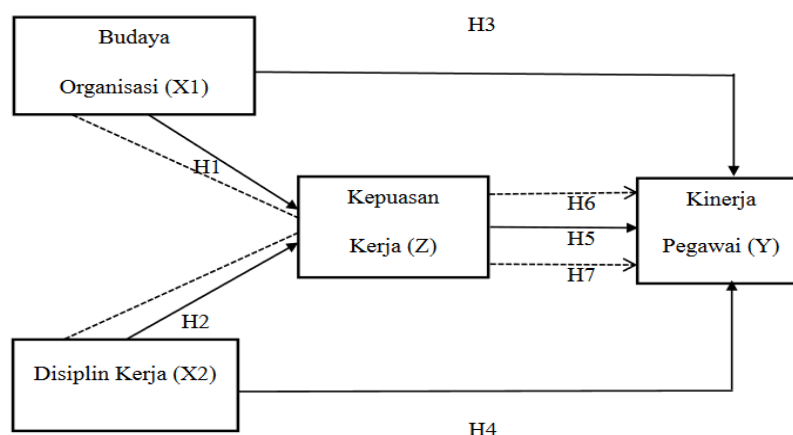 H3
Budaya
Organisasi (X1)
H1
Kepuasan
Kerja (Z)
H6
H5
H7
Kinerja
Pegawai (Y)
H2
Disiplin Kerja (X2)
H4